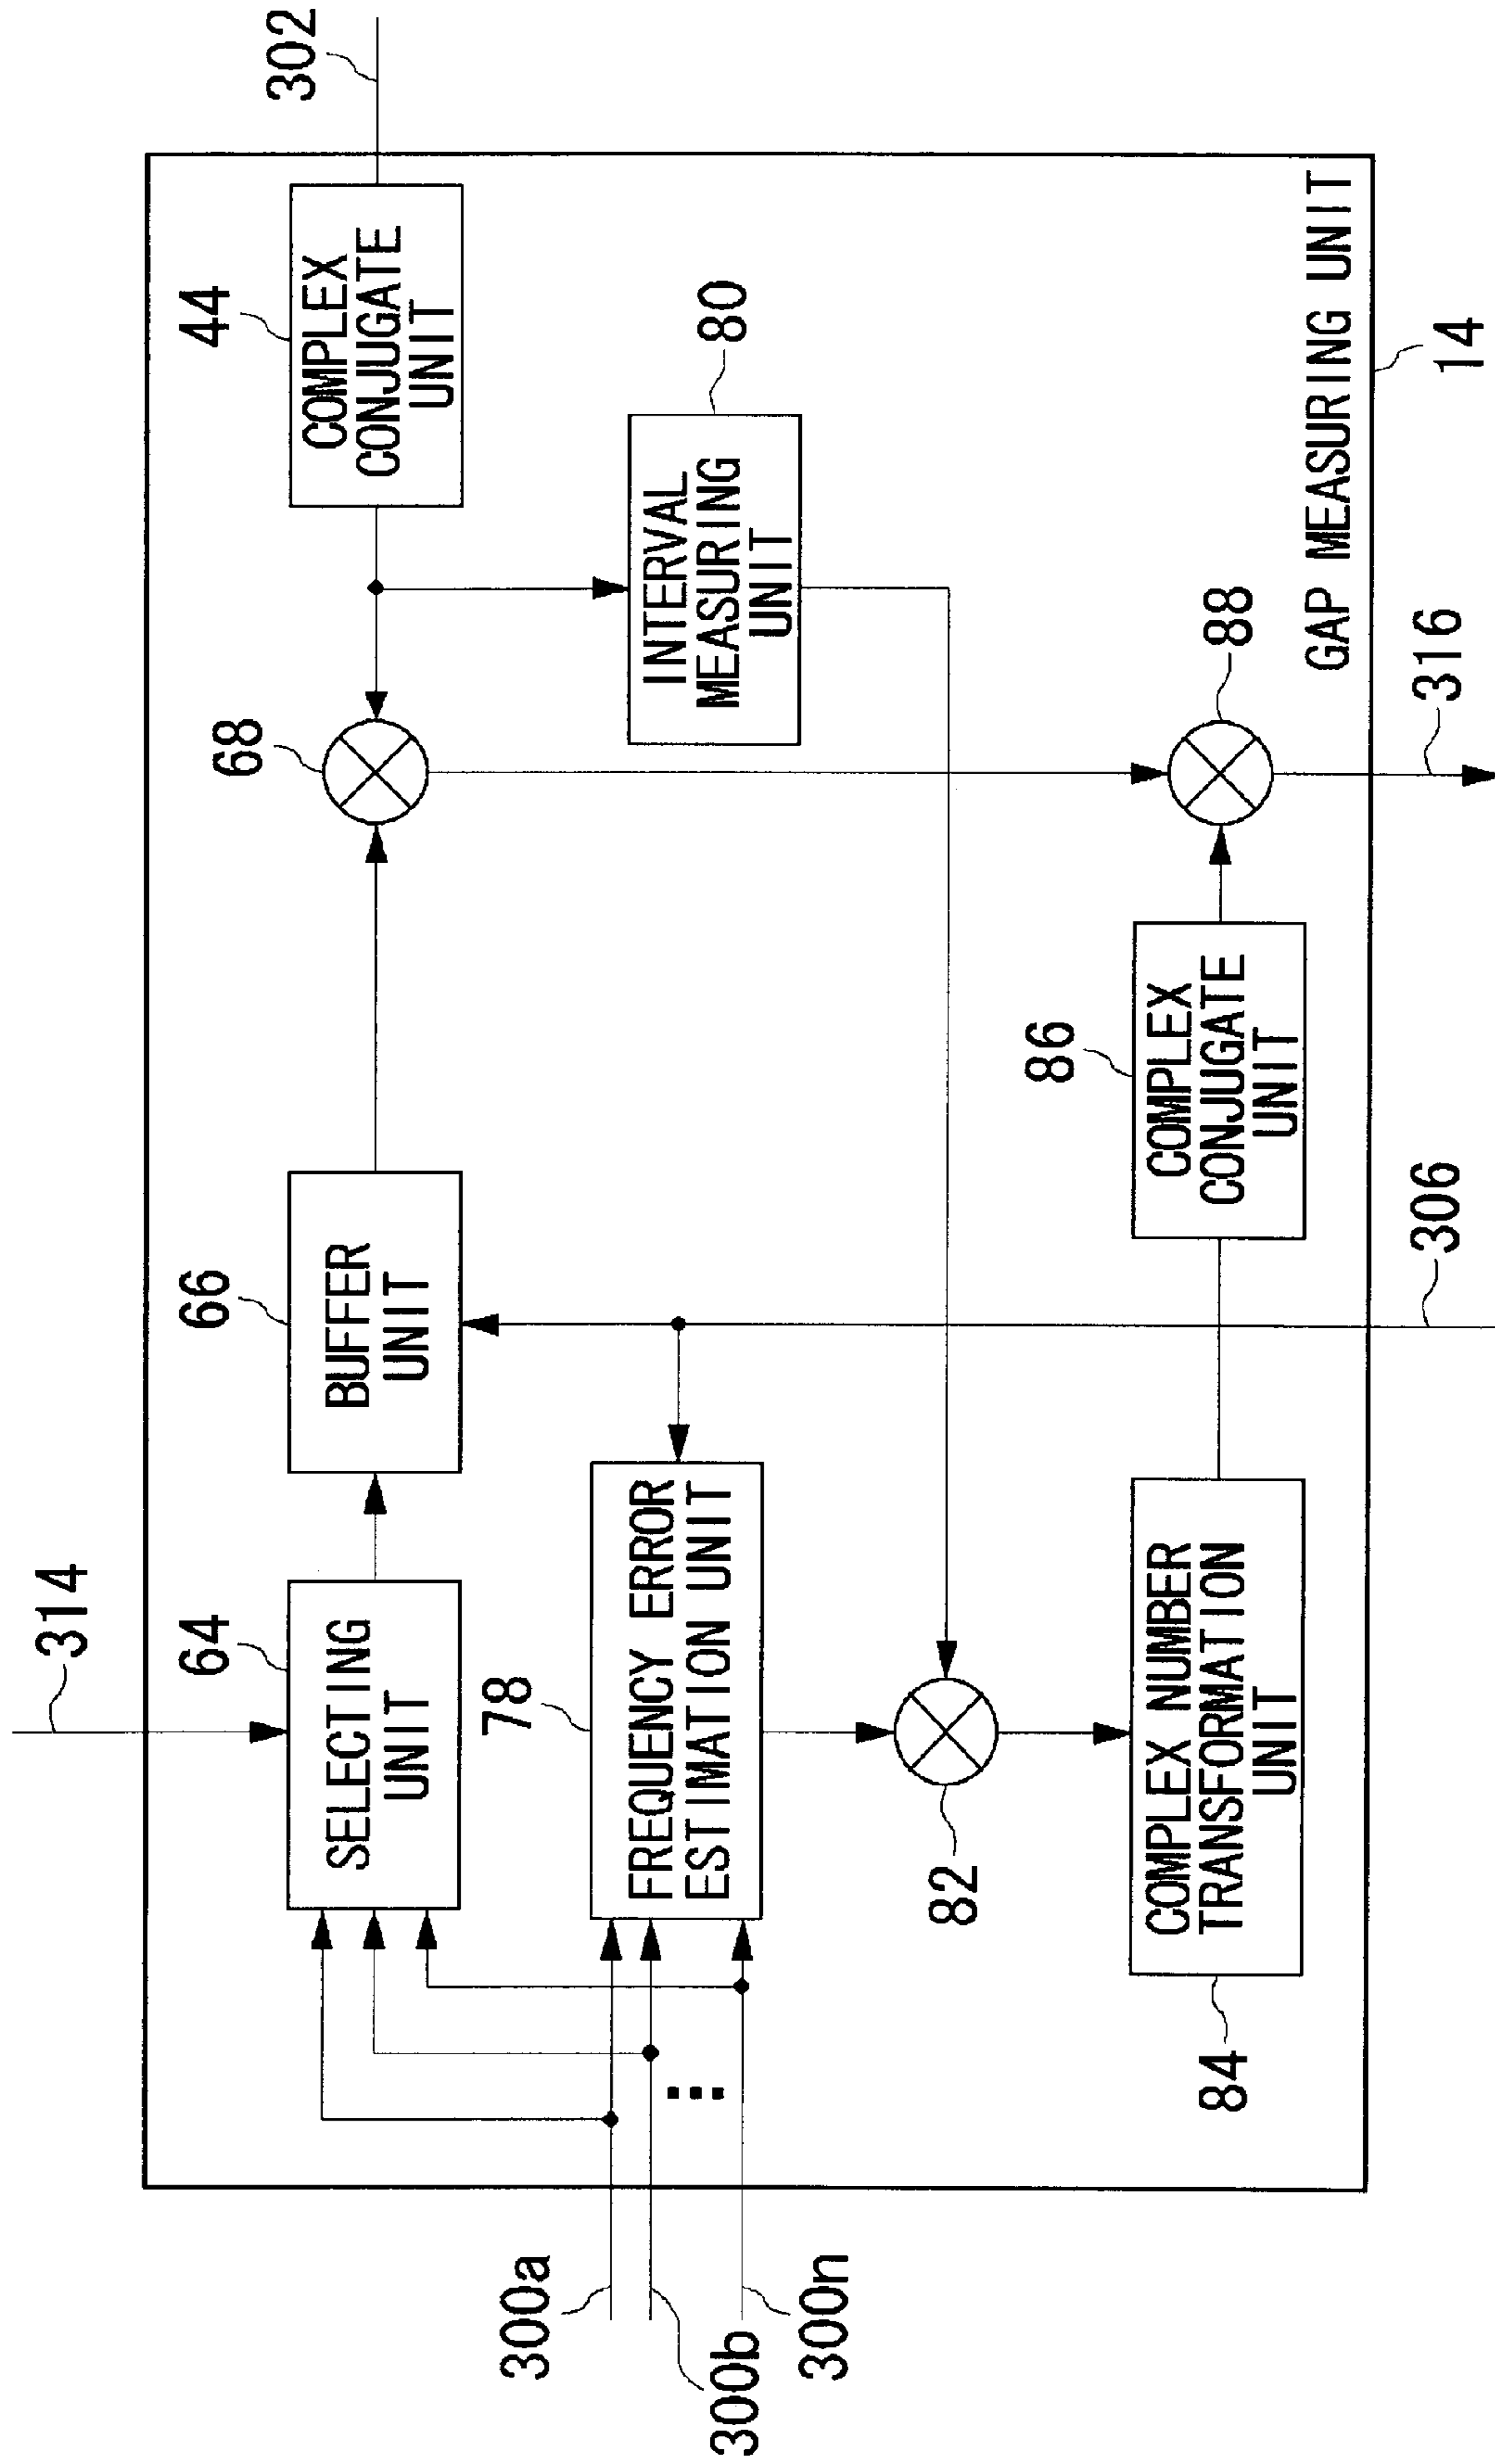 314
302
64
66
68
44
SELECTING
UNIT
BUFFER
UNIT
COMPLEX
CONJUGATE
UNIT
300a
300b
300n
78
FREQUENCY ERROR
ESTIMATION UNIT
80
INTERVAL
MEASURING
UNIT
82
84
COMPLEX NUMBER
TRANSFORMATION
UNIT
86
COMPLEX
CONJUGATE
UNIT
88
GAP MEASURING UNIT
306
316
14